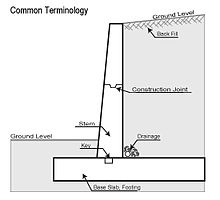 Common Terminology
Ground Level
Back Fill
Construction Joint
Stem
Ground Level
Drainage
Key
Base Slab, Footing